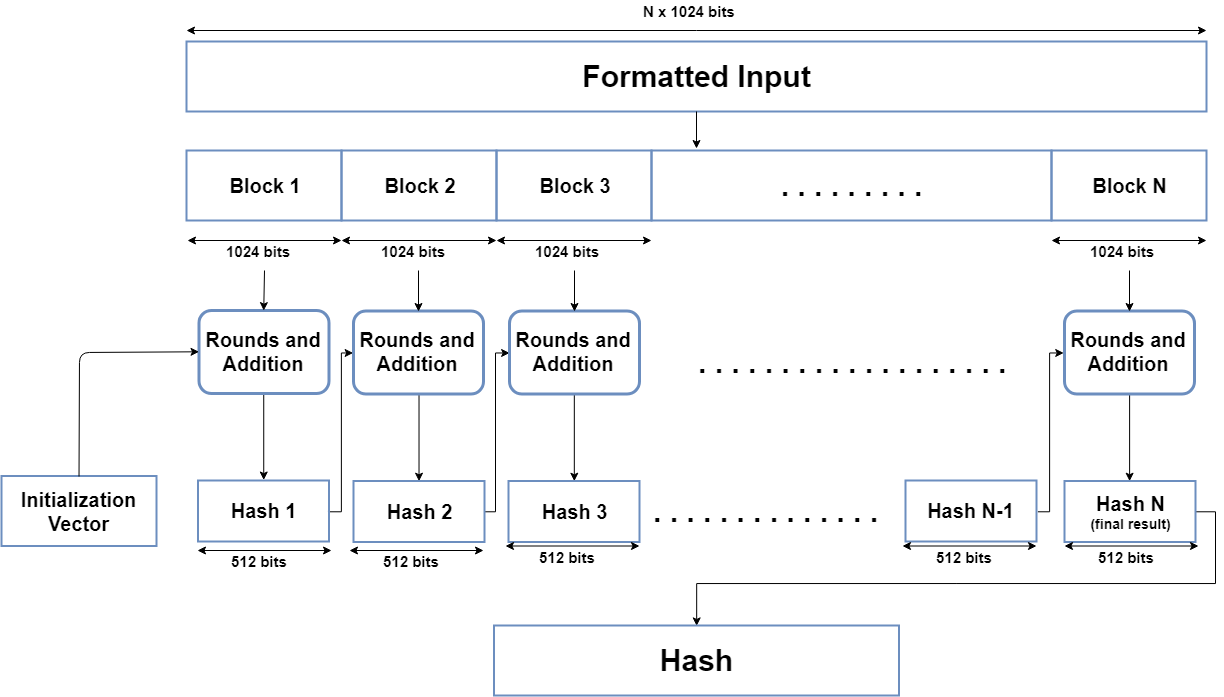 N x 1024 bits
Formatted Input
Block 1
Block 2
Block 3
. . . . . . . . .
Block N
1024 bits
1024 bits
1024 bits
1024 bits
Rounds and
Addition
Rounds and
Addition
Rounds and
Addition
. . . . . . . . . . . . . . . . . . .
Rounds and
Addition
Initialization
Vector
Hash 1
Hash 2
Hash 3
. . . . . . . . . . . . . .
Hash N-1
Hash N
(final result)
512 bits
512 bits
512 bits
512 bits
512 bits
Hash